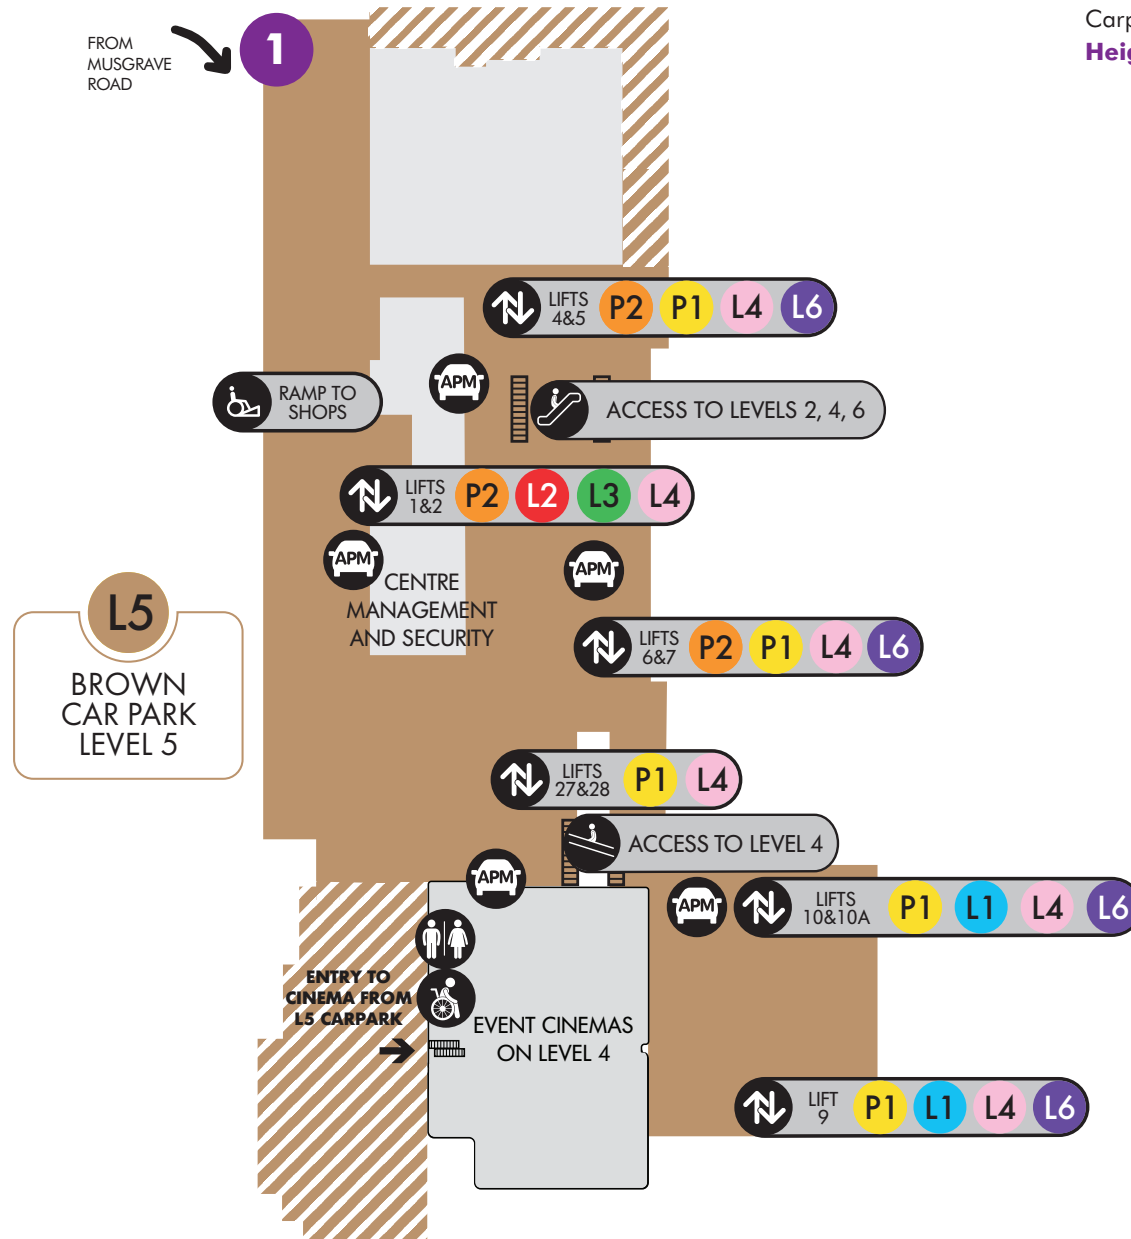 FROM
MUSGRAVE
ROAD
1
Carp
Heig
LIFTS
4&5
P2 P1 L4 L6
APM
RAMP TO
SHOPS
ACCESS TO LEVELS 2, 4, 6
LIFTS
1&2
P2 L2 L3 L4
APM
APM
CENTRE
MANAGEMENT
AND SECURITY
L5
BROWN
CAR PARK
LEVEL 5
LIFTS
6&7
P2 P1 L4 L6
LIFTS
27&28
P1 L4
ACCESS TO LEVEL 4
APM
APM
LIFTS
10&10A
P1 L1 L4 L6
ENTRY TO
CINEMA FROM
L5 CARPARK
EVENT CINEMAS
ON LEVEL 4
LIFT
9
P1 L1 L4 L6